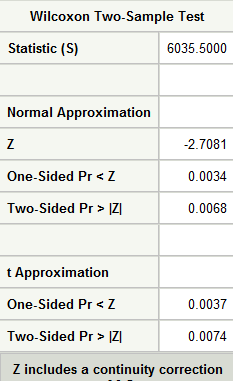 Wilcoxon Two-Sample Test
Statistic (S) 6035.5000
Normal Approximation
Z -2.7081
One-Sided Pr < Z 0.0034
Two-Sided Pr > |Z| 0.0068
t Approximation
One-Sided Pr < Z 0.0037
Two-Sided Pr > |Z| 0.0074
Z includes a continuity correction